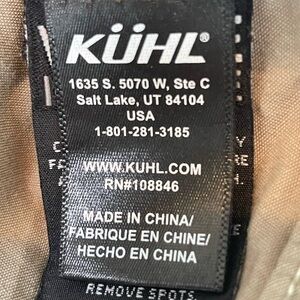 KÜHL®
1635 S. 5070 W, Ste C
Salt Lake, UT 84104
USA
1-801-281-3185
WWW.KUHL.COM
RN#108846
MADE IN CHINA/
FABRIQUE EN CHINE/
HECHO EN CHINA
REMOVE SPOTS